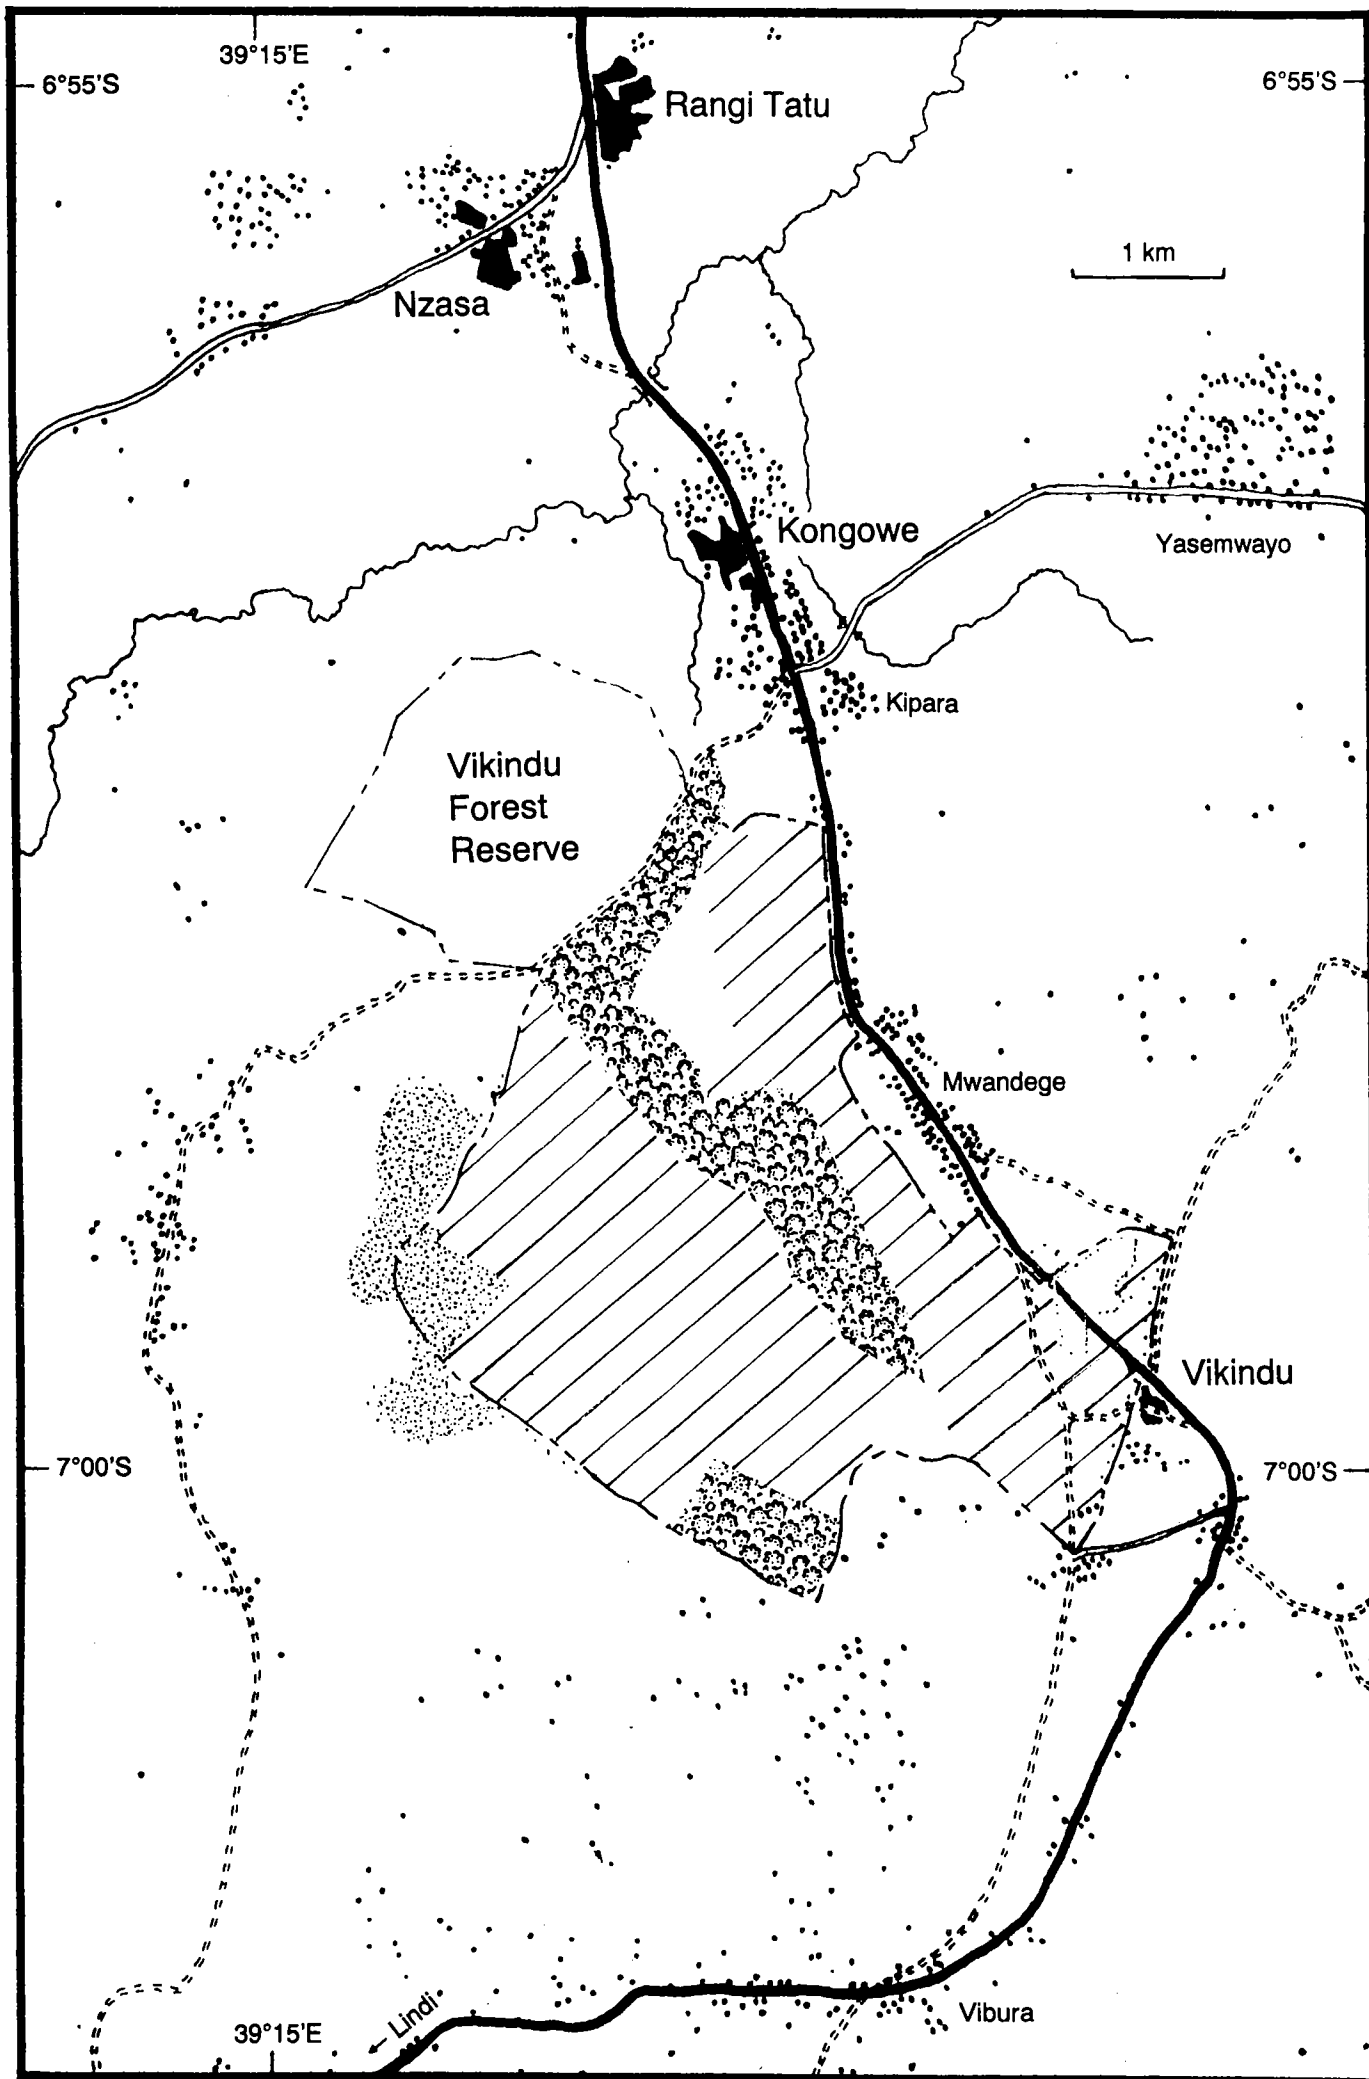 39°15'E
6°55'S
6°55'S
Rangi Tatu
1 km
Nzasa
Kongowe
Yasemwayo
Kipara
Vikindu
Forest
Reserve
Mwandege
Vikindu
7°00'S
7°00'S
Vibura
Lindi
39°15'E